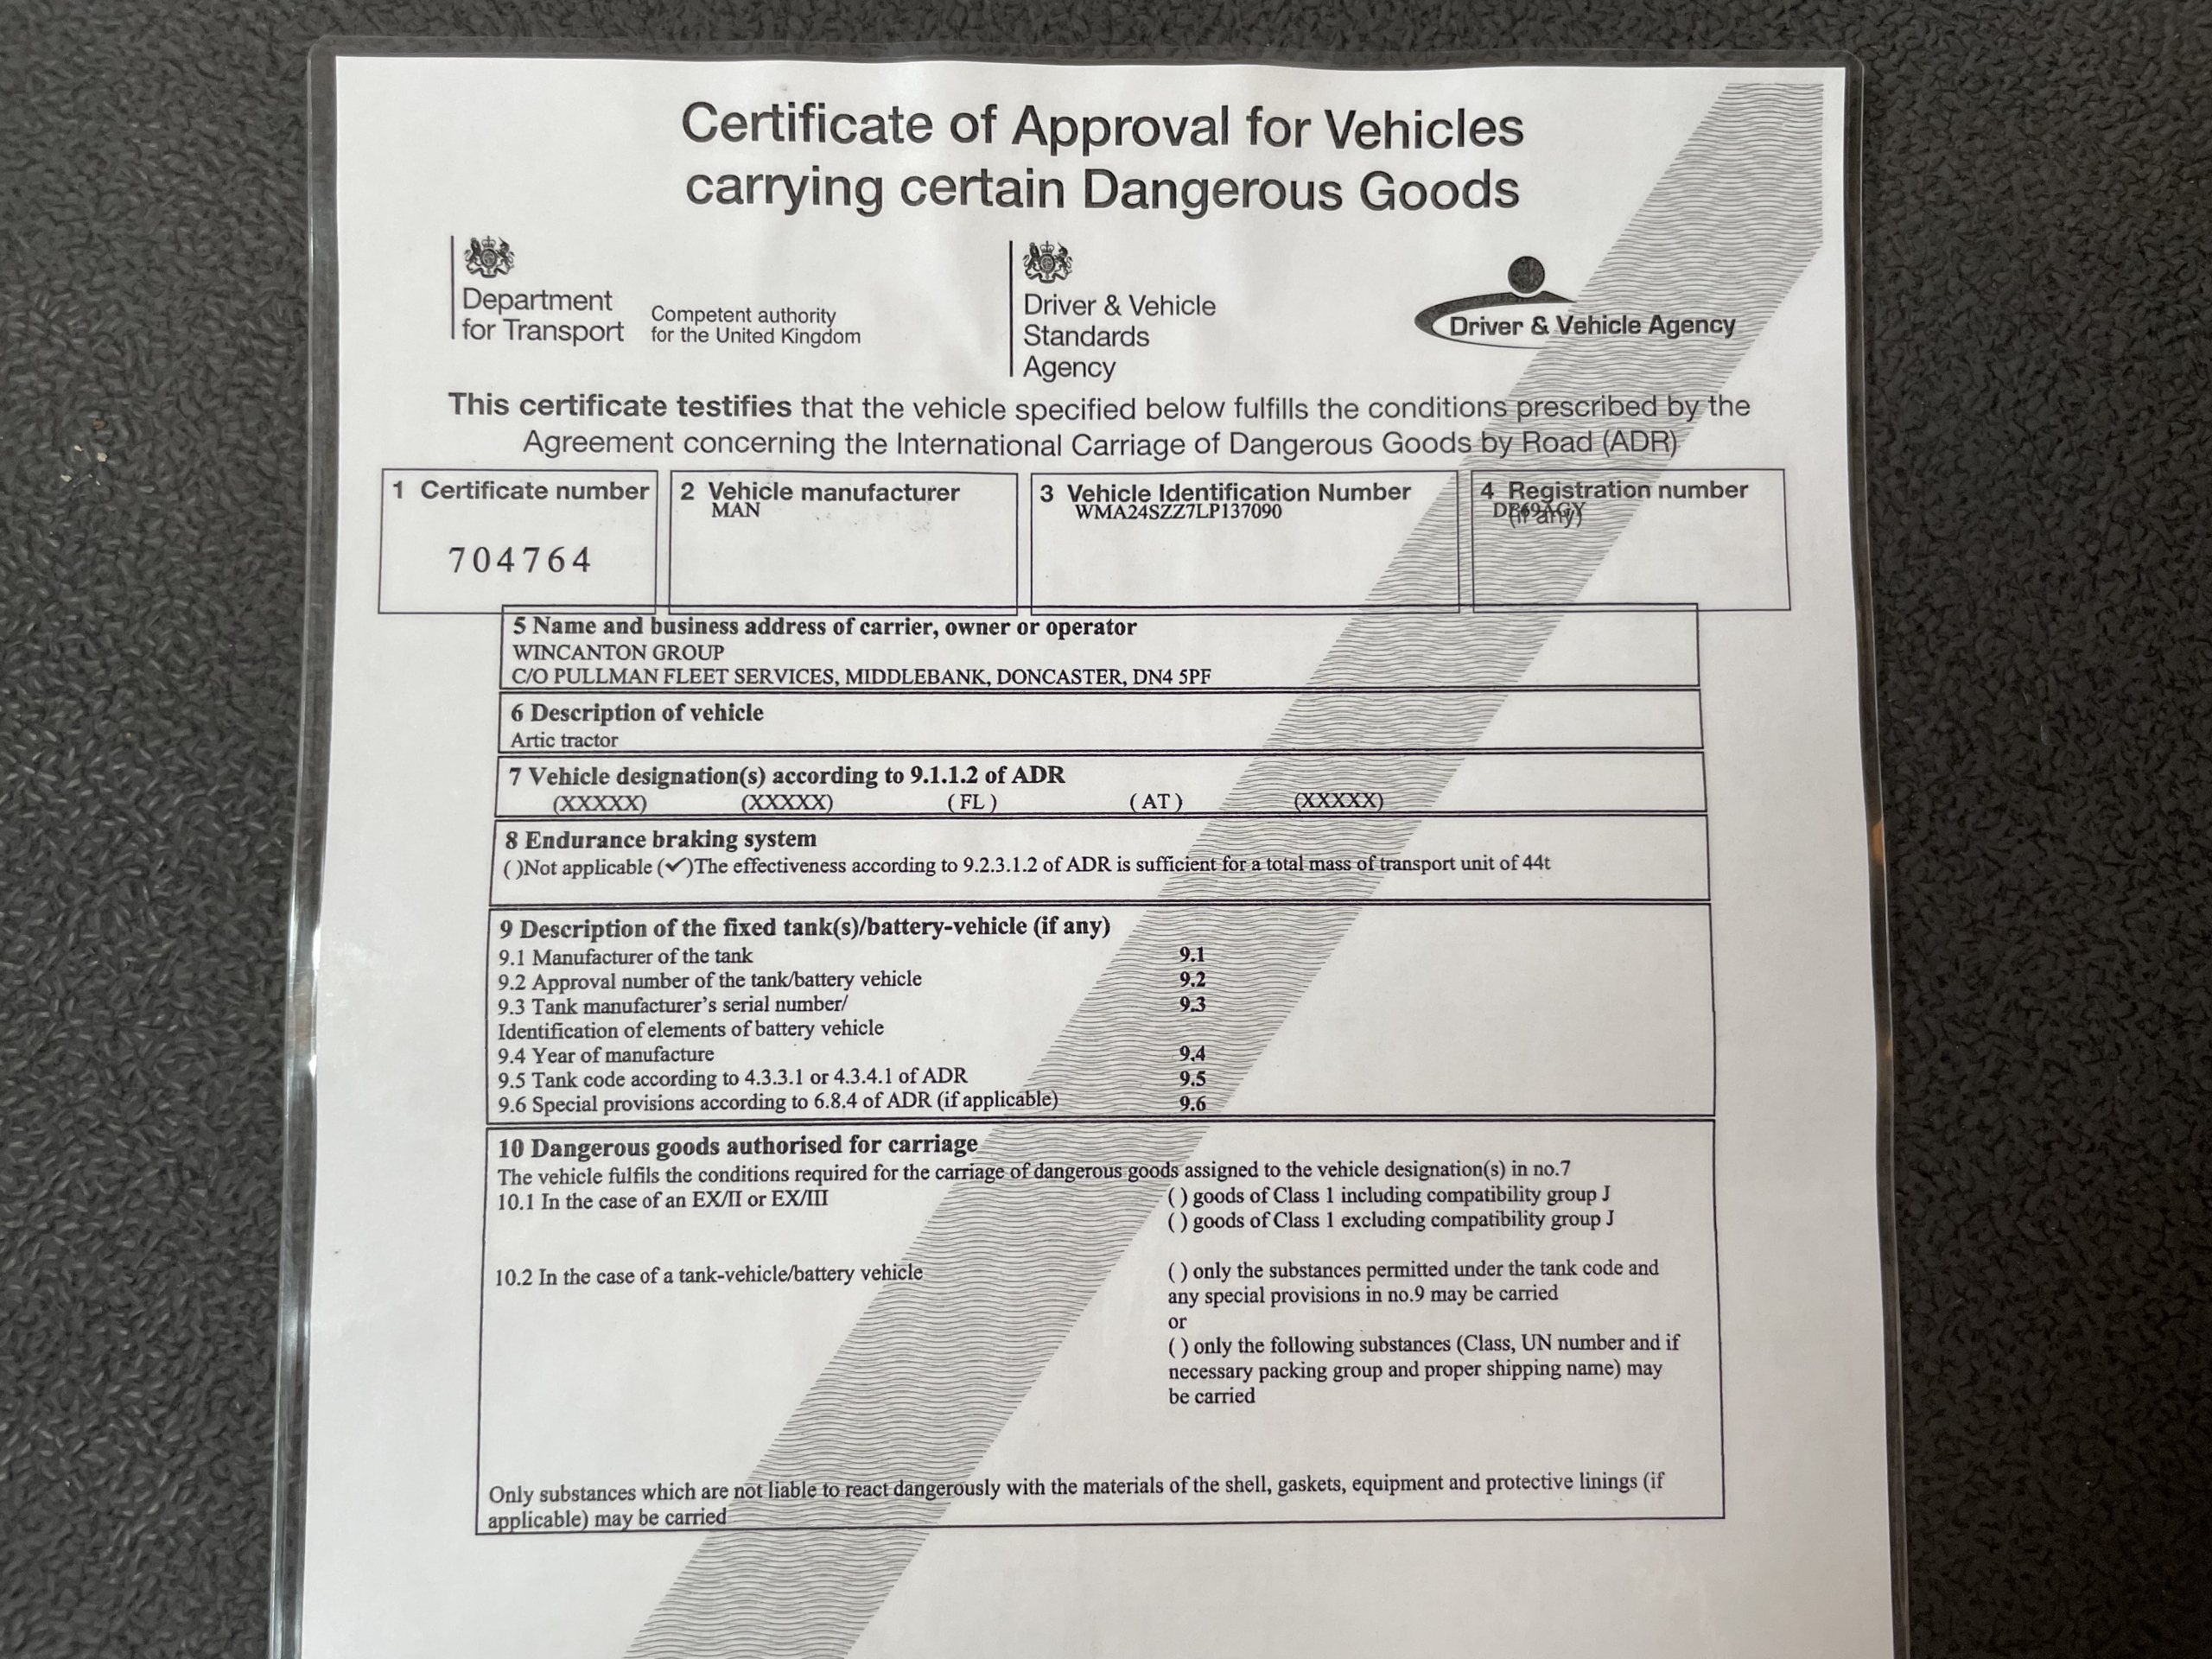 Certificate of Approval for Vehicles
carrying certain Dangerous Goods
Department
for Transport
Competent authority
for the United Kingdom
Driver & Vehicle
Standards
Agency
Driver & Vehicle Agency
This certificate testifies that the vehicle specified below fulfills the conditions prescribed by the
Agreement concerning the International Carriage of Dangerous Goods by Road (ADR)
1 Certificate number
704764
2 Vehicle manufacturer
MAN
3 Vehicle Identification Number
WMA24SZZ7LP137090
4 Registration number
(if any)
5 Name and business address of carrier, owner or operator
WINCANTON GROUP
C/O PULLMAN FLEET SERVICES, MIDDLEBANK, DONCASTER, DN4 5PF
6 Description of vehicle
Artic tractor
7 Vehicle designation(s) according to 9.1.1.2 of ADR
(XXXXX) (XXXXX) ( FL ) ( AT ) (XXXXX)
8 Endurance braking system
( )Not applicable (✓)The effectiveness according to 9.2.3.1.2 of ADR is sufficient for a total mass of transport unit of 44t
9 Description of the fixed tank(s)/battery-vehicle (if any)
9.1 Manufacturer of the tank 9.1
9.2 Approval number of the tank/battery vehicle 9.2
9.3 Tank manufacturer's serial number/ 9.3
Identification of elements of battery vehicle
9.4 Year of manufacture 9.4
9.5 Tank code according to 4.3.3.1 or 4.3.4.1 of ADR 9.5
9.6 Special provisions according to 6.8.4 of ADR (if applicable) 9.6
10 Dangerous goods authorised for carriage
The vehicle fulfils the conditions required for the carriage of dangerous goods assigned to the vehicle designation(s) in no.7
10.1 In the case of an EX/II or EX/III ( ) goods of Class 1 including compatibility group J
( ) goods of Class 1 excluding compatibility group J
10.2 In the case of a tank-vehicle/battery vehicle ( ) only the substances permitted under the tank code and
any special provisions in no.9 may be carried
or
( ) only the following substances (Class, UN number and if
necessary packing group and proper shipping name) may
be carried
Only substances which are not liable to react dangerously with the materials of the shell, gaskets, equipment and protective linings (if
applicable) may be carried